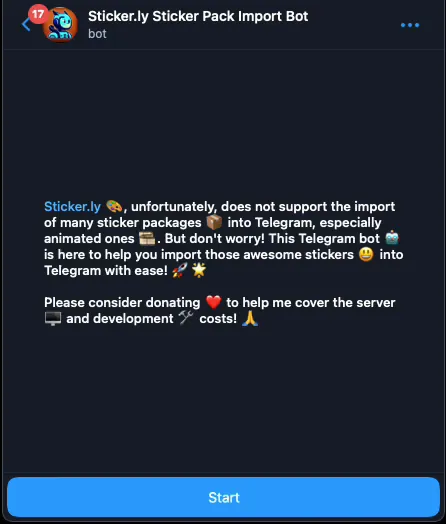 17
Sticker.ly Sticker Pack Import Bot
bot
Sticker.ly 🎨, unfortunately, does not support the import
of many sticker packages 📦 into Telegram, especially
animated ones 🎞️. But don't worry! This Telegram bot 🤖
is here to help you import those awesome stickers 😃 into
Telegram with ease! 🚀 🌟
Please consider donating ❤️ to help me cover the server
🖥️ and development 🛠️ costs! 🙏
Start